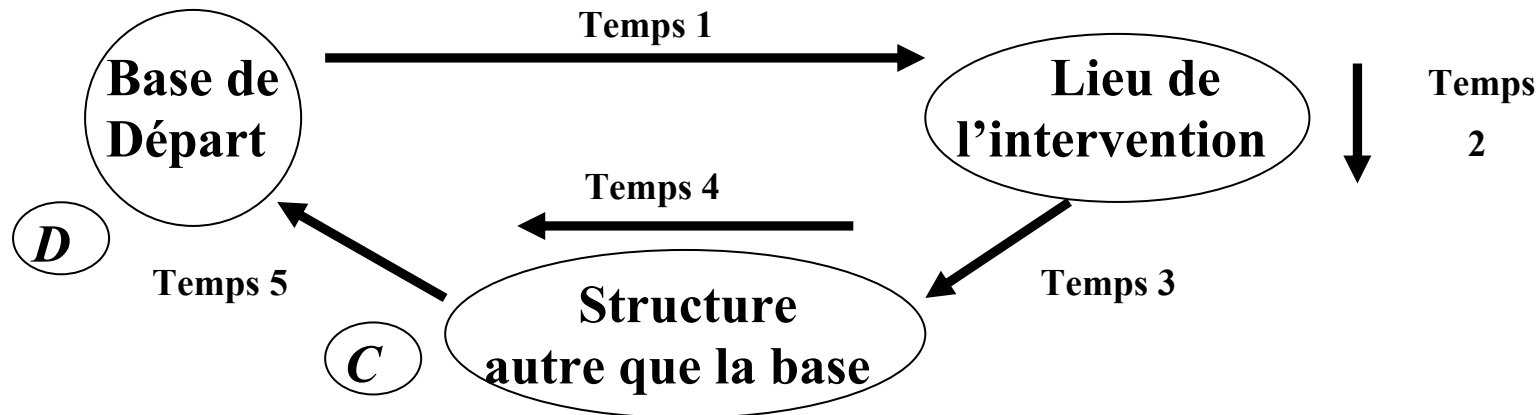 Temps 1
Base de
Départ
Lieu de
l’intervention
Temps
2
Temps 4
D
Temps 5
Temps 3
Structure
autre que la base
C